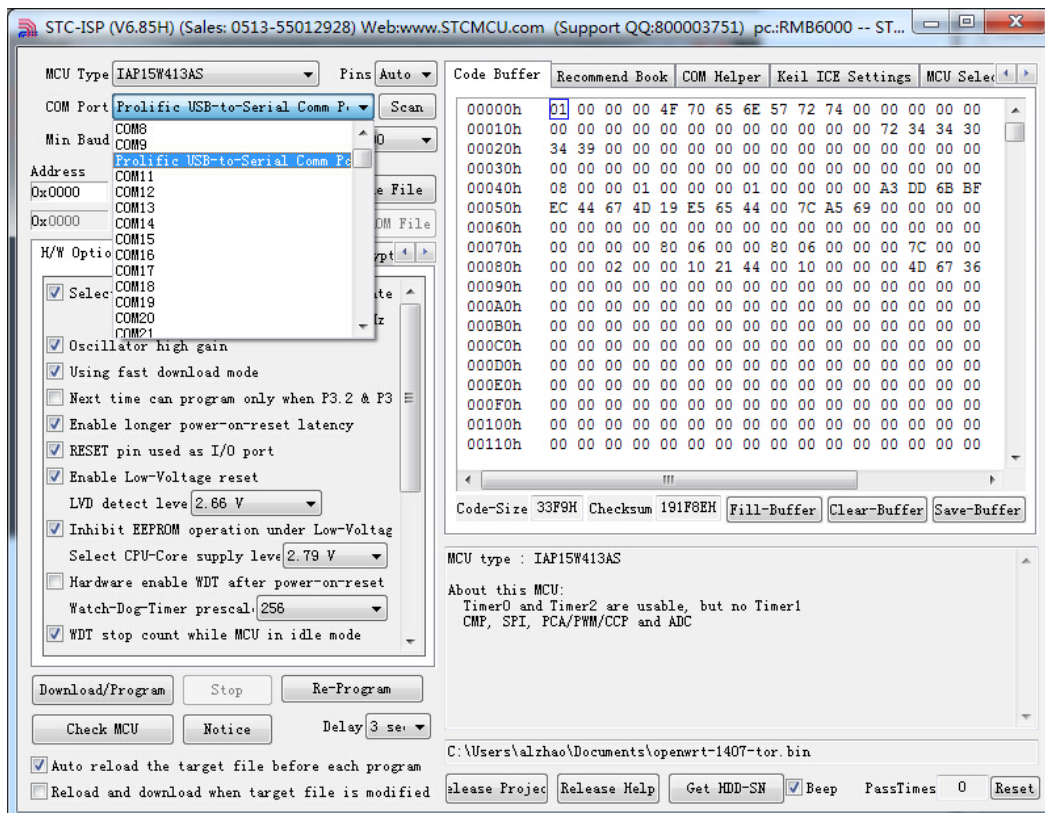 STC-ISP (V6.85H) (Sales: 0513-55012928) Web:www.STCMCU.com (Support QQ:800003751) pc.:RMB6000 -- ST...
MCU Type IAP15W413AS Pins Auto
COM Port Prolific USB-to-Serial Comm P Scan
Min Baud
COM8
COM9
Prolific USB-to-Serial Comm Po
COM11
COM12
COM13
COM14
COM15
COM16
COM17
COM18
COM19
COM20
COM21
Address
0x0000 e File
0x0000 OM File
H/W Optio ypt
Selec te
Hz
Oscillator high gain
Using fast download mode
Next time can program only when P3.2 & P3
Enable longer power-on-reset latency
RESET pin used as I/O port
Enable Low-Voltage reset
LVD detect leve 2.66 V
Inhibit EEPROM operation under Low-Voltag
Select CPU-Core supply leve 2.79 V
Hardware enable WDT after power-on-reset
Watch-Dog-Timer prescal 256
WDT stop count while MCU in idle mode
Download/Program Stop Re-Program
Check MCU Notice Delay 3 se
Auto reload the target file before each program
Reload and download when target file is modified
Code Buffer Recommend Book COM Helper Keil ICE Settings MCU Selec
00000h 01 00 00 00 4F 70 65 6E 57 72 74 00 00 00 00 00
00010h 00 00 00 00 00 00 00 00 00 00 00 00 72 34 34 30
00020h 34 39 00 00 00 00 00 00 00 00 00 00 00 00 00 00
00030h 00 00 00 00 00 00 00 00 00 00 00 00 00 00 00 00
00040h 08 00 00 01 00 00 00 01 00 00 00 00 A3 DD 6B BF
00050h EC 44 67 4D 19 E5 65 44 00 7C A5 69 00 00 00 00
00060h 00 00 00 00 00 00 00 00 00 00 00 00 00 00 00 00
00070h 00 00 00 00 80 06 00 00 80 06 00 00 00 7C 00 00
00080h 00 00 02 00 00 10 21 44 00 10 00 00 00 4D 67 36
00090h 00 00 00 00 00 00 00 00 00 00 00 00 00 00 00 00
000A0h 00 00 00 00 00 00 00 00 00 00 00 00 00 00 00 00
000B0h 00 00 00 00 00 00 00 00 00 00 00 00 00 00 00 00
000C0h 00 00 00 00 00 00 00 00 00 00 00 00 00 00 00 00
000D0h 00 00 00 00 00 00 00 00 00 00 00 00 00 00 00 00
000E0h 00 00 00 00 00 00 00 00 00 00 00 00 00 00 00 00
000F0h 00 00 00 00 00 00 00 00 00 00 00 00 00 00 00 00
00100h 00 00 00 00 00 00 00 00 00 00 00 00 00 00 00 00
00110h 00 00 00 00 00 00 00 00 00 00 00 00 00 00 00 00
Code-Size 33F9H Checksum 191F8EH Fill-Buffer Clear-Buffer Save-Buffer
MCU type : IAP15W413AS
About this MCU:
Timer0 and Timer2 are usable, but no Timer1
CMP, SPI, PCA/PWM/CCP and ADC
C:\Users\alzhao\Documents\openwrt-1407-tor.bin
elease Projec Release Help Get HDD-SN Beep PassTimes 0 Reset